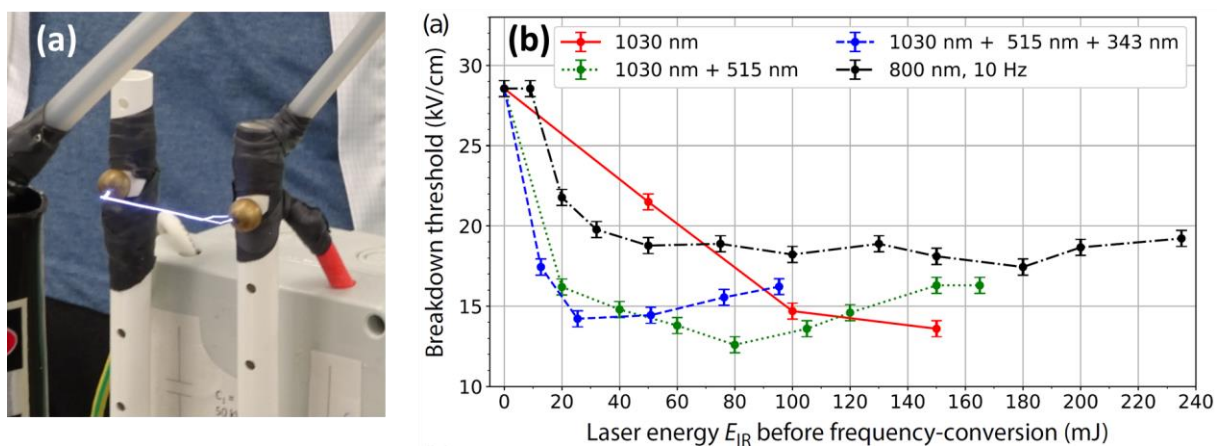 (a)
C₁ =
50 k
(a)
(b)
1030 nm
1030 nm + 515 nm
1030 nm + 515 nm + 343 nm
800 nm, 10 Hz
Breakdown threshold (kV/cm)
30
25
20
15
10
0 20 40 60 80 100 120 140 160 180 200 220 240
Laser energy E_IR before frequency-conversion (mJ)